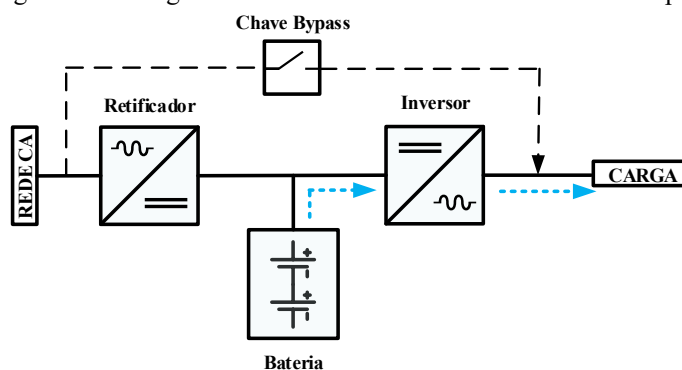 Chave Bypass
Retificador
Inversor
REDE CA
CARGA
Bateria